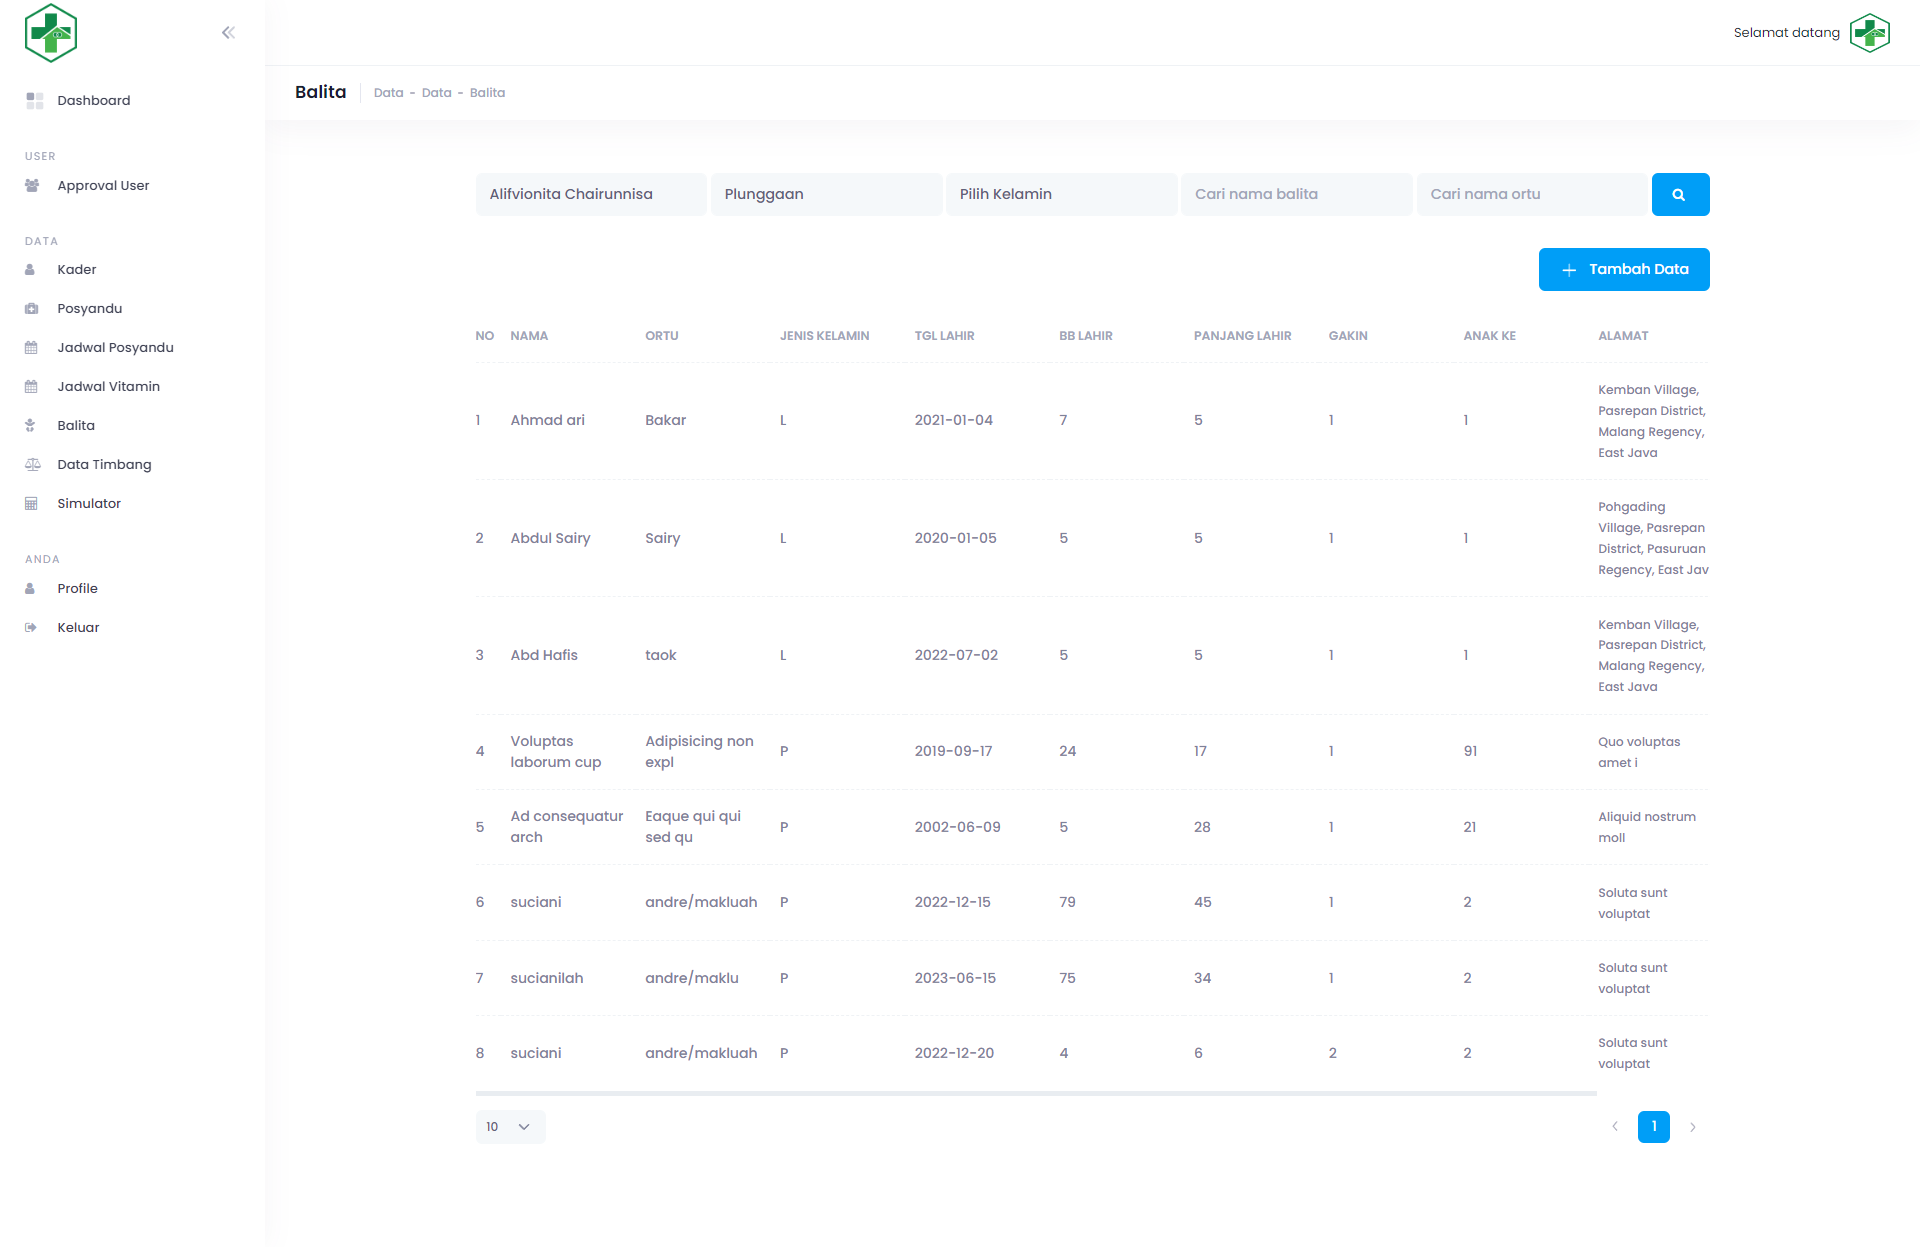 Selamat datang
Dashboard
USER
Approval User
DATA
Kader
Posyandu
Jadwal Posyandu
Jadwal Vitamin
Balita
Data Timbang
Simulator
ANDA
Profile
Keluar
Balita
Data - Data - Balita
Alifvionita Chairunnisa
Plunggaan
Pilih Kelamin
Cari nama balita
Cari nama ortu
Tambah Data
NO NAMA ORTU JENIS KELAMIN TGL LAHIR BB LAHIR PANJANG LAHIR GAKIN ANAK KE ALAMAT
1 Ahmad ari Bakar L 2021-01-04 7 5 1 1
Kemban Village,
Pasrepan District,
Malang Regency,
East Java
2 Abdul Sairy Sairy L 2020-01-05 5 5 1 1
Pohgading
Village, Pasrepan
District, Pasuruan
Regency, East Jav
3 Abd Hafis taok L 2022-07-02 5 5 1 1
Kemban Village,
Pasrepan District,
Malang Regency,
East Java
4
Voluptas
laborum cup
Adipisicing non
expl
P 2019-09-17 24 17 1 91
Quo voluptas
amet i
5
Ad consequatur
arch
Eaque qui qui
sed qu
P 2002-06-09 5 28 1 21
Aliquid nostrum
moll
6 suciani andre/makluah P 2022-12-15 79 45 1 2
Soluta sunt
voluptat
7 sucianilah andre/maklu P 2023-06-15 75 34 1 2
Soluta sunt
voluptat
8 suciani andre/makluah P 2022-12-20 4 6 2 2
Soluta sunt
voluptat
10
1